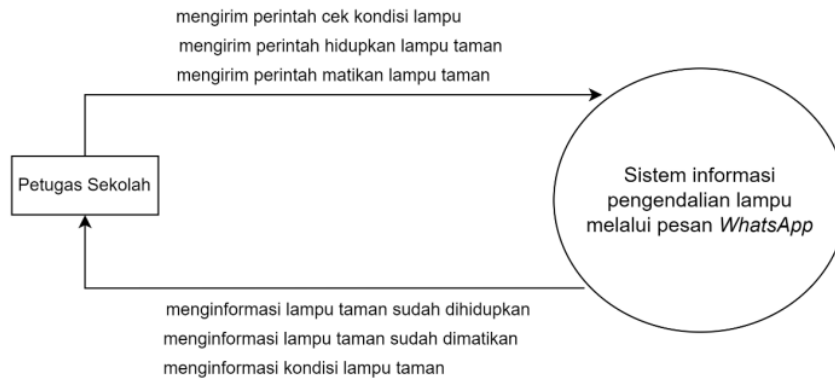 mengirim perintah cek kondisi lampu
mengirim perintah hidupkan lampu taman
mengirim perintah matikan lampu taman
Petugas Sekolah
Sistem informasi
pengendalian lampu
melalui pesan WhatsApp
menginformasi lampu taman sudah dihidupkan
menginformasi lampu taman sudah dimatikan
menginformasi kondisi lampu taman